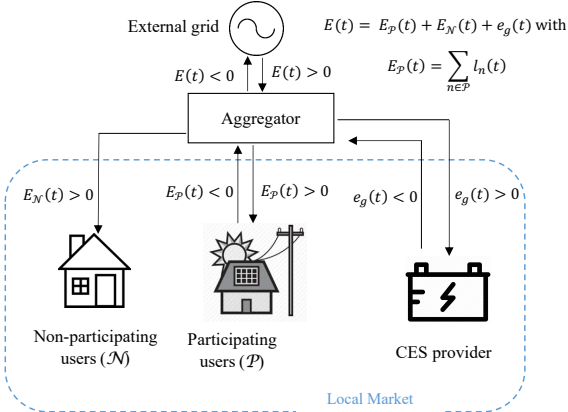 External grid
E(t) = E_𝒫(t) + E_𝒩(t) + e_g(t) with
E_𝒫(t) = ∑_{n∈𝒫} l_n(t)
E(t) < 0
E(t) > 0
Aggregator
E_𝒩(t) > 0
E_𝒫(t) < 0
E_𝒫(t) > 0
e_g(t) < 0
e_g(t) > 0
Non-participating
users (𝒩)
Participating
users (𝒫)
CES provider
Local Market